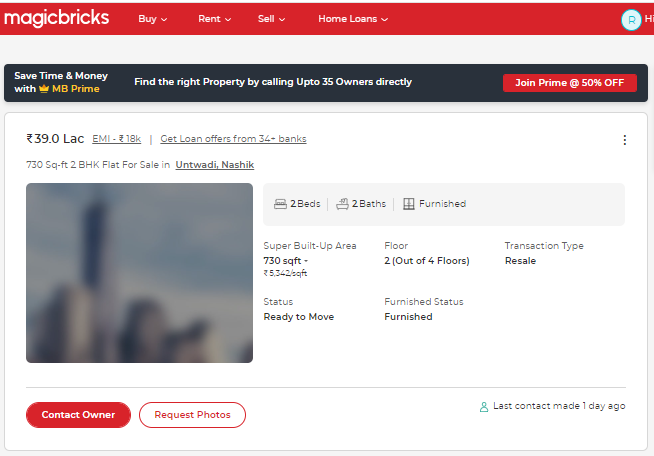 magicbricks
Buy Rent Sell Home Loans R Hi
Save Time & Money
with MB Prime
Find the right Property by calling Upto 35 Owners directly
Join Prime @ 50% OFF
₹39.0 Lac EMI - ₹18k | Get Loan offers from 34+ banks
730 Sq-ft 2 BHK Flat For Sale in Untwadi, Nashik
2 Beds 2 Baths Furnished
Super Built-Up Area Floor Transaction Type
730 sqft 2 (Out of 4 Floors) Resale
₹5,342/sqft
Status Furnished Status
Ready to Move Furnished
Contact Owner Request Photos Last contact made 1 day ago